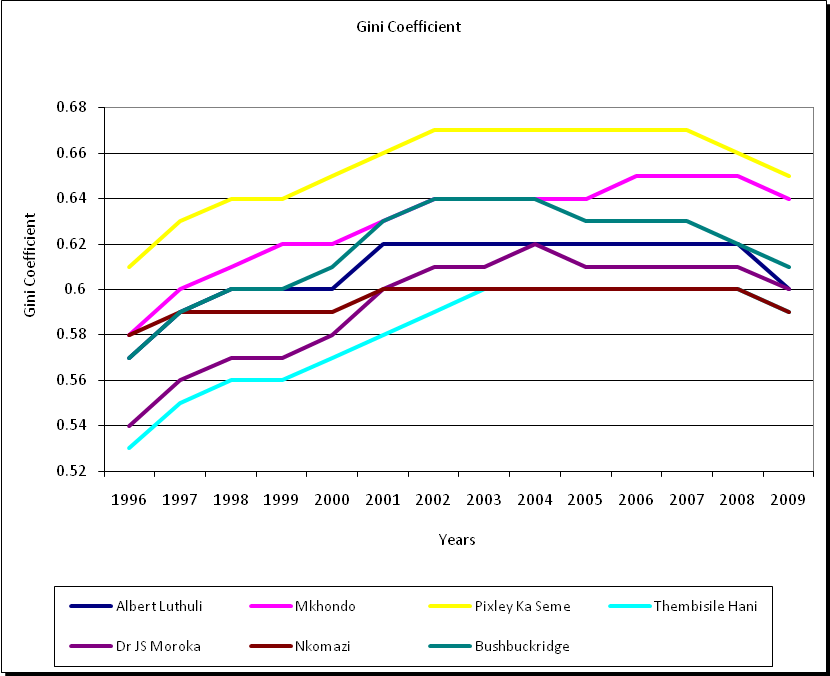 Gini Coefficient
0.68
0.66
0.64
0.62
0.6
0.58
0.56
0.54
0.52
Gini Coefficient
1996 1997 1998 1999 2000 2001 2002 2003 2004 2005 2006 2007 2008 2009
Years
Albert Luthuli Mkhondo Pixley Ka Seme Thembisile Hani
Dr JS Moroka Nkomazi Bushbuckridge